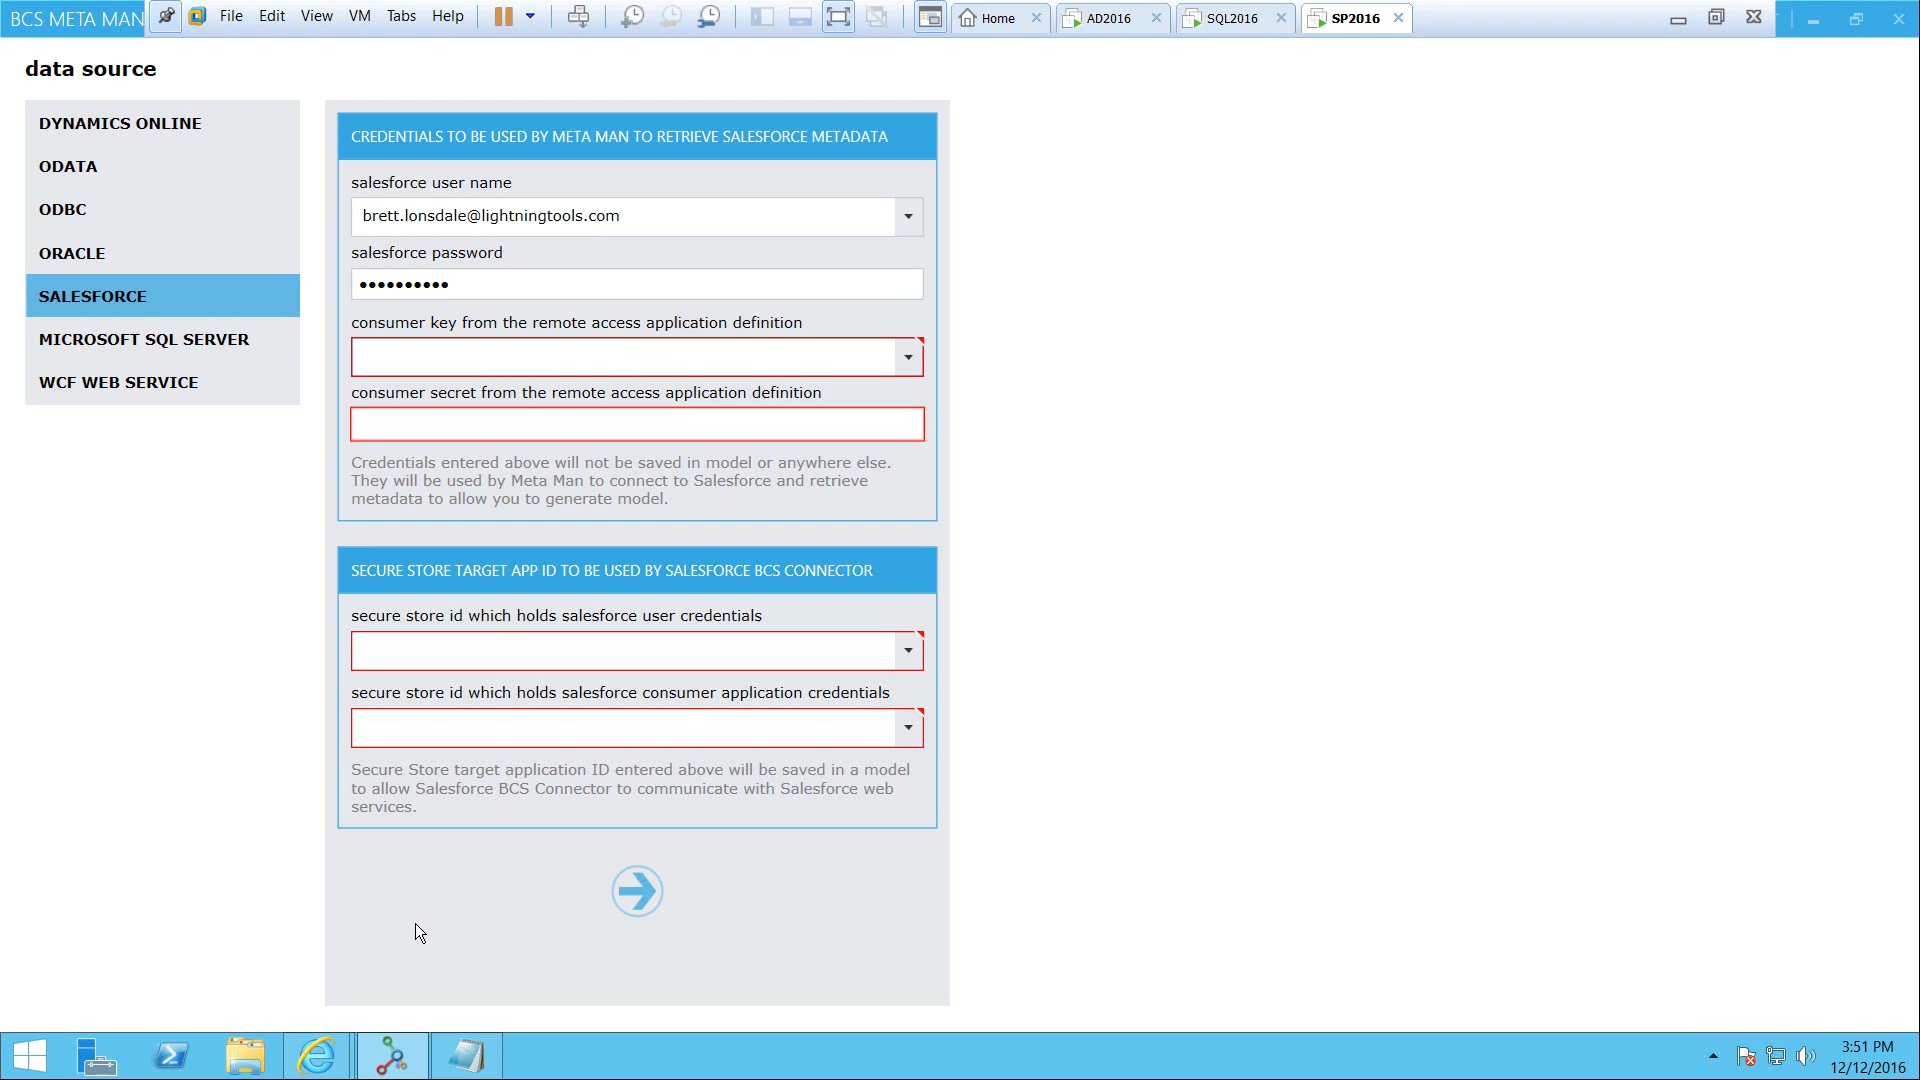 BCS META MAN
File Edit View VM Tabs Help
Home
AD2016
SQL2016
SP2016
data source
DYNAMICS ONLINE
ODATA
ODBC
ORACLE
SALESFORCE
MICROSOFT SQL SERVER
WCF WEB SERVICE
CREDENTIALS TO BE USED BY META MAN TO RETRIEVE SALESFORCE METADATA
salesforce user name
brett.lonsdale@lightningtools.com
salesforce password
••••••••••
consumer key from the remote access application definition
consumer secret from the remote access application definition
Credentials entered above will not be saved in model or anywhere else.
They will be used by Meta Man to connect to Salesforce and retrieve
metadata to allow you to generate model.
SECURE STORE TARGET APP ID TO BE USED BY SALESFORCE BCS CONNECTOR
secure store id which holds salesforce user credentials
secure store id which holds salesforce consumer application credentials
Secure Store target application ID entered above will be saved in a model
to allow Salesforce BCS Connector to communicate with Salesforce web
services.
3:51 PM
12/12/2016